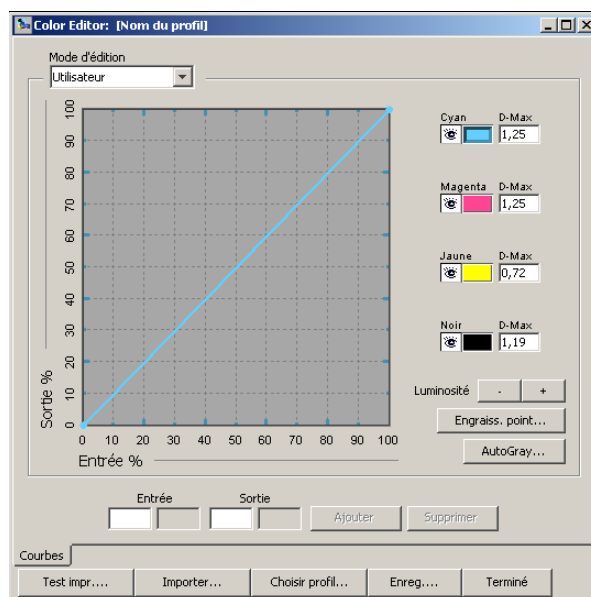 Color Editor: [Nom du profil]
Mode d'édition
Utilisateur
Cyan D-Max
1,25
Magenta D-Max
1,25
Jaune D-Max
0,72
Noir D-Max
1,19
Luminosité - +
Engraiss. point...
AutoGray...
Sortie %
100
90
80
70
60
50
40
30
20
10
0
0 10 20 30 40 50 60 70 80 90 100
Entrée %
Entrée Sortie
Ajouter Supprimer
Courbes
Test impr.... Importer... Choisir profil... Enreg.... Terminé